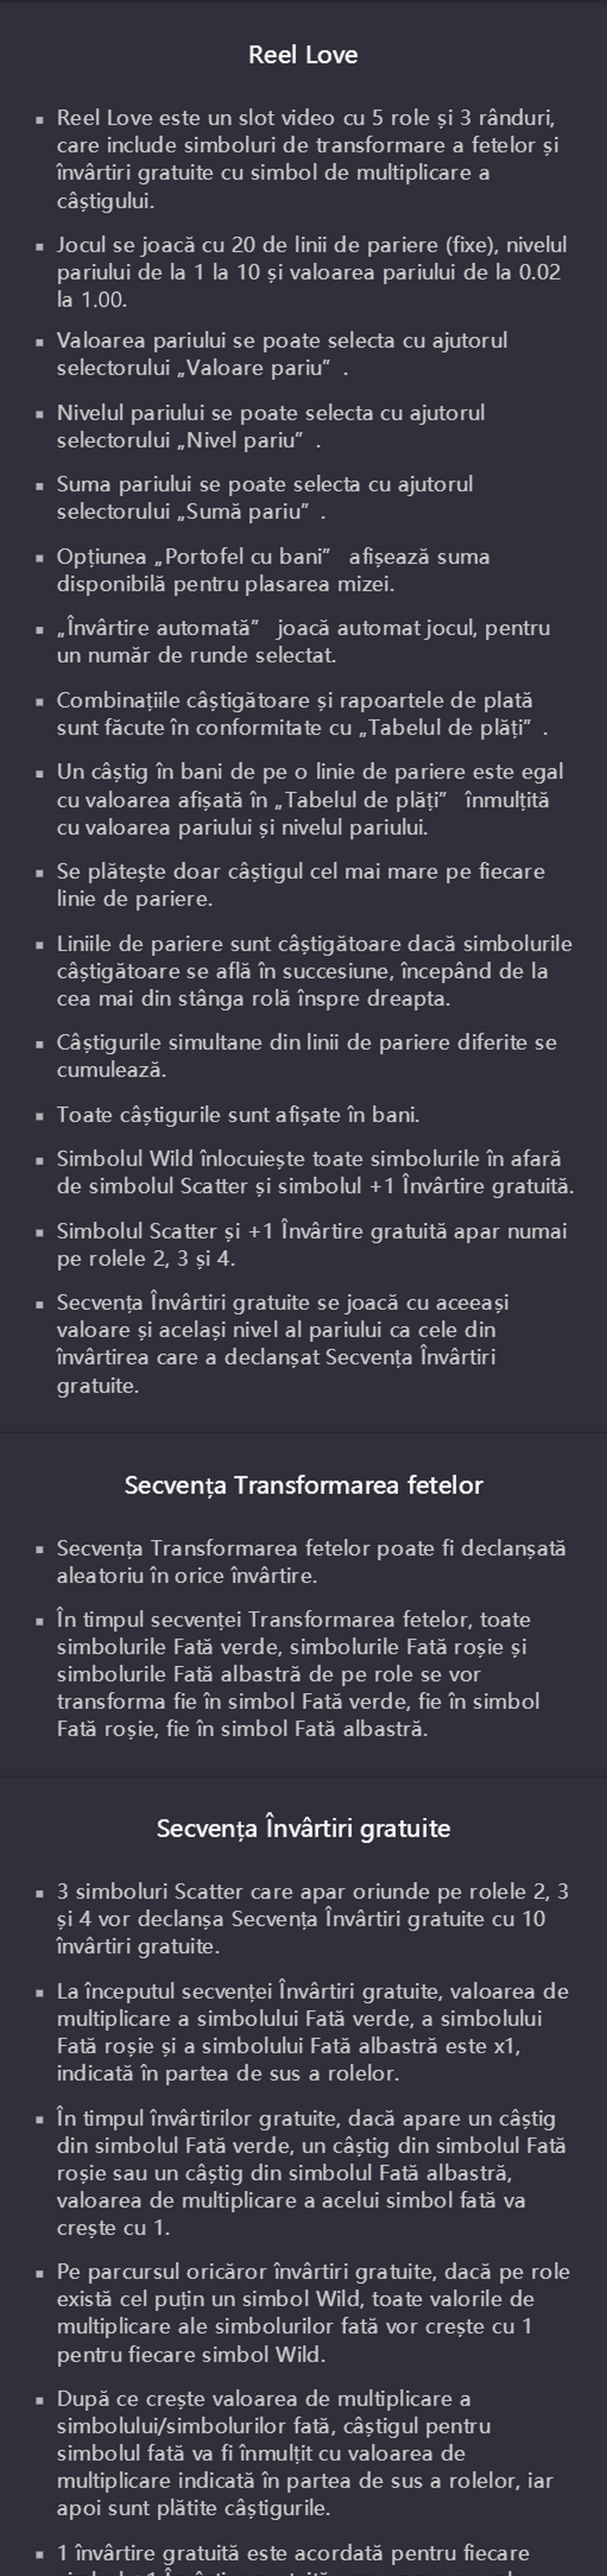 Reel Love
▪ Reel Love este un slot video cu 5 role și 3 rânduri,
care include simboluri de transformare a fetelor și
învârtiri gratuite cu simbol de multiplicare a
câștigului.
▪ Jocul se joacă cu 20 de linii de pariere (fixe), nivelul
pariului de la 1 la 10 și valoarea pariului de la 0.02
la 1.00.
▪ Valoarea pariului se poate selecta cu ajutorul
selectorului „Valoare pariu” .
▪ Nivelul pariului se poate selecta cu ajutorul
selectorului „Nivel pariu” .
▪ Suma pariului se poate selecta cu ajutorul
selectorului „Sumă pariu” .
▪ Opțiunea „Portofel cu bani” afișează suma
disponibilă pentru plasarea mizei.
▪ „Învârtire automată” joacă automat jocul, pentru
un număr de runde selectat.
▪ Combinațiile câștigătoare și rapoartele de plată
sunt făcute în conformitate cu „Tabelul de plăți” .
▪ Un câștig în bani de pe o linie de pariere este egal
cu valoarea afișată în „Tabelul de plăți” înmulțită
cu valoarea pariului și nivelul pariului.
▪ Se plătește doar câștigul cel mai mare pe fiecare
linie de pariere.
▪ Liniile de pariere sunt câștigătoare dacă simbolurile
câștigătoare se află în succesiune, începând de la
cea mai din stânga rolă înspre dreapta.
▪ Câștigurile simultane din linii de pariere diferite se
cumulează.
▪ Toate câștigurile sunt afișate în bani.
▪ Simbolul Wild înlocuiește toate simbolurile în afară
de simbolul Scatter și simbolul +1 Învârtire gratuită.
▪ Simbolul Scatter și +1 Învârtire gratuită apar numai
pe rolele 2, 3 și 4.
▪ Secvența Învârtiri gratuite se joacă cu aceeași
valoare și același nivel al pariului ca cele din
învârtirea care a declanșat Secvența Învârtiri
gratuite.
Secvența Transformarea fetelor
▪ Secvența Transformarea fetelor poate fi declanșată
aleatoriu în orice învârtire.
▪ În timpul secvenței Transformarea fetelor, toate
simbolurile Fată verde, simbolurile Fată roșie și
simbolurile Fată albastră de pe role se vor
transforma fie în simbol Fată verde, fie în simbol
Fată roșie, fie în simbol Fată albastră.
Secvența Învârtiri gratuite
▪ 3 simboluri Scatter care apar oriunde pe rolele 2, 3
și 4 vor declanșa Secvența Învârtiri gratuite cu 10
învârtiri gratuite.
▪ La începutul secvenței Învârtiri gratuite, valoarea de
multiplicare a simbolului Fată verde, a simbolului
Fată roșie și a simbolului Fată albastră este x1,
indicată în partea de sus a rolelor.
▪ În timpul învârtirilor gratuite, dacă apare un câștig
din simbolul Fată verde, un câștig din simbolul Fată
roșie sau un câștig din simbolul Fată albastră,
valoarea de multiplicare a acelui simbol fată va
crește cu 1.
▪ Pe parcursul oricăror învârtiri gratuite, dacă pe role
există cel puțin un simbol Wild, toate valorile de
multiplicare ale simbolurilor fată vor crește cu 1
pentru fiecare simbol Wild.
▪ După ce crește valoarea de multiplicare a
simbolului/simbolurilor fată, câștigul pentru
simbolul fată va fi înmulțit cu valoarea de
multiplicare indicată în partea de sus a rolelor, iar
apoi sunt plătite câștigurile.
▪ 1 învârtire gratuită este acordată pentru fiecare